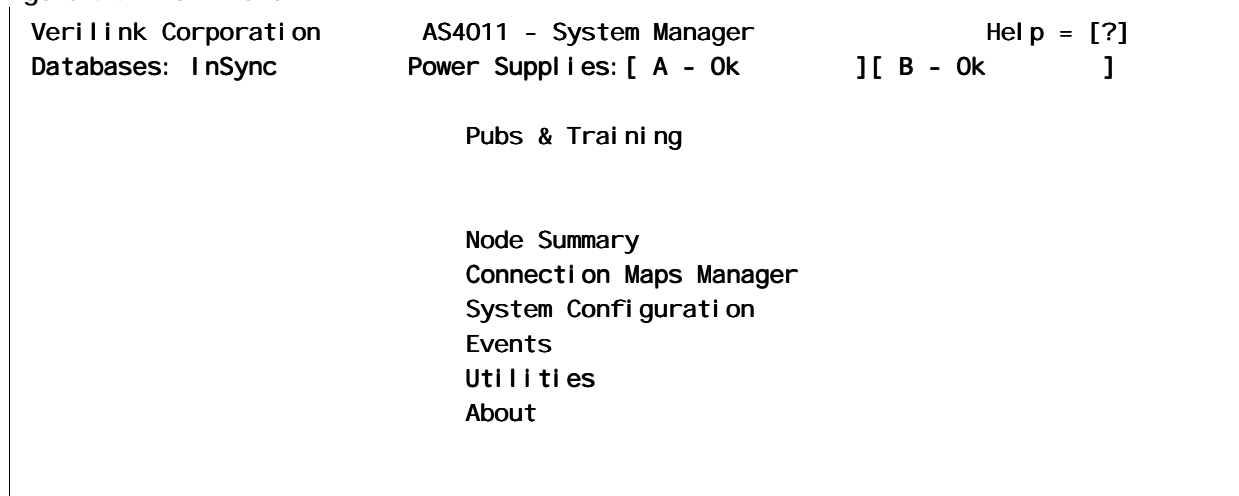 Verilink Corporation AS4011 - System Manager Help = [?]
Databases: InSync Power Supplies:[ A - Ok ][ B - Ok ]
Pubs & Training
Node Summary
Connection Maps Manager
System Configuration
Events
Utilities
About